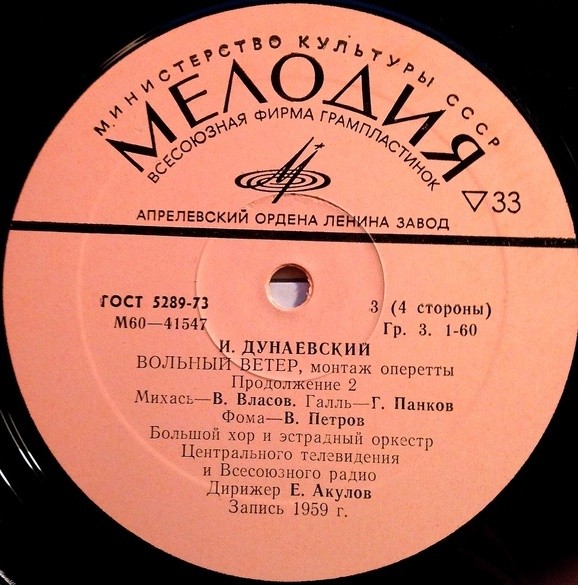 МИНИСТЕРСТВО КУЛЬТУРЫ СССР
МЕЛОДИЯ
ВСЕСОЮЗНАЯ ФИРМА ГРАМПЛАСТИНОК
33
АПРЕЛЕВСКИЙ ОРДЕНА ЛЕНИНА ЗАВОД
ГОСТ 5289-73
3 (4 стороны)
М60—41547
Гр. 3. 1-60
И. ДУНАЕВСКИЙ
ВОЛЬНЫЙ ВЕТЕР, монтаж оперетты
Продолжение 2
Михась—В. Власов. Галль—Г. Панков
Фома—В. Петров
Большой хор и эстрадный оркестр
Центрального телевидения
и Всесоюзного радио
Дирижер Е. Акулов
Запись 1959 г.